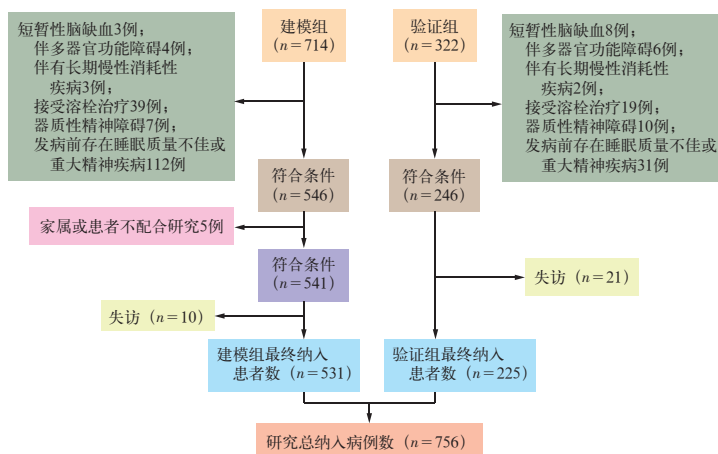 短暂性脑缺血3例；
伴多器官功能障碍4例；
伴有长期慢性消耗性
疾病3例；
接受溶栓治疗39例；
器质性精神障碍7例；
发病前存在睡眠质量不佳或
重大精神疾病112例
建模组
（n＝714）
验证组
（n＝322）
短暂性脑缺血8例；
伴多器官功能障碍6例；
伴有长期慢性消耗性
疾病2例；
接受溶栓治疗19例；
器质性精神障碍10例；
发病前存在睡眠质量不佳或
重大精神疾病31例
符合条件
（n＝546）
符合条件
（n＝246）
家属或患者不配合研究5例
符合条件
（n＝541）
失访（n＝21）
失访（n＝10）
建模组最终纳入
患者数（n＝531）
验证组最终纳入
患者数（n＝225）
研究总纳入病例数（n＝756）